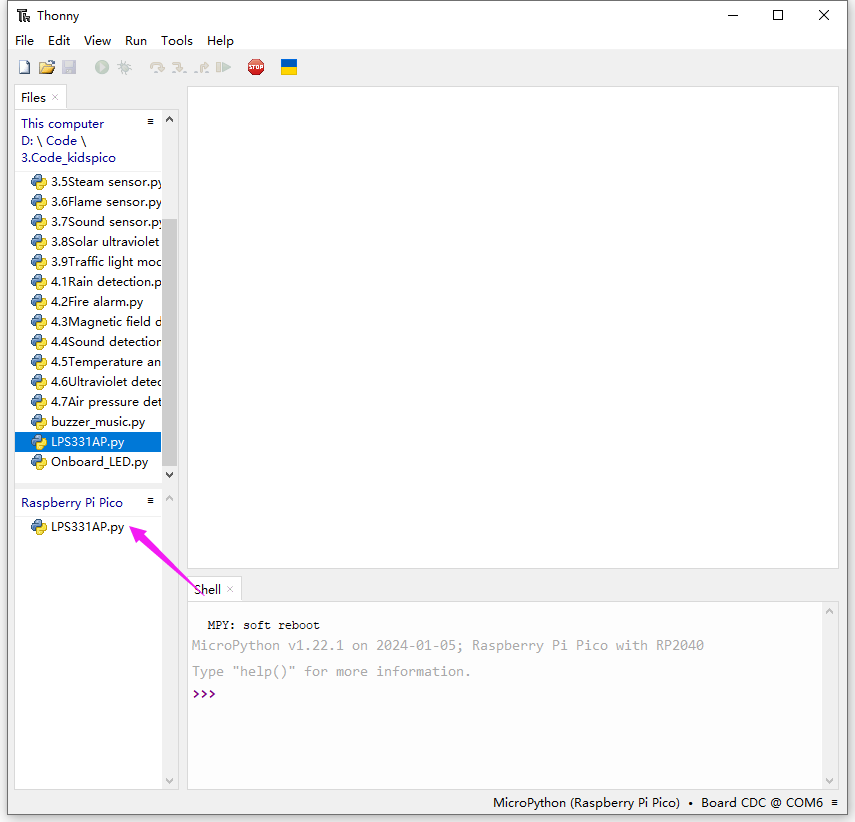 Thonny
File Edit View Run Tools Help
STOP
Files
This computer
D: \ Code \
3.Code_kidspico
3.5Steam sensor.py
3.6Flame sensor.py
3.7Sound sensor.py
3.8Solar ultraviolet
3.9Traffic light moc
4.1Rain detection.p
4.2Fire alarm.py
4.3Magnetic field d
4.4Sound detection
4.5Temperature an
4.6Ultraviolet detec
4.7Air pressure det
buzzer_music.py
LPS331AP.py
Onboard_LED.py
Raspberry Pi Pico
LPS331AP.py
Shell
MPY: soft reboot
MicroPython v1.22.1 on 2024-01-05; Raspberry Pi Pico with RP2040
Type "help()" for more information.
>>>
MicroPython (Raspberry Pi Pico) • Board CDC @ COM6